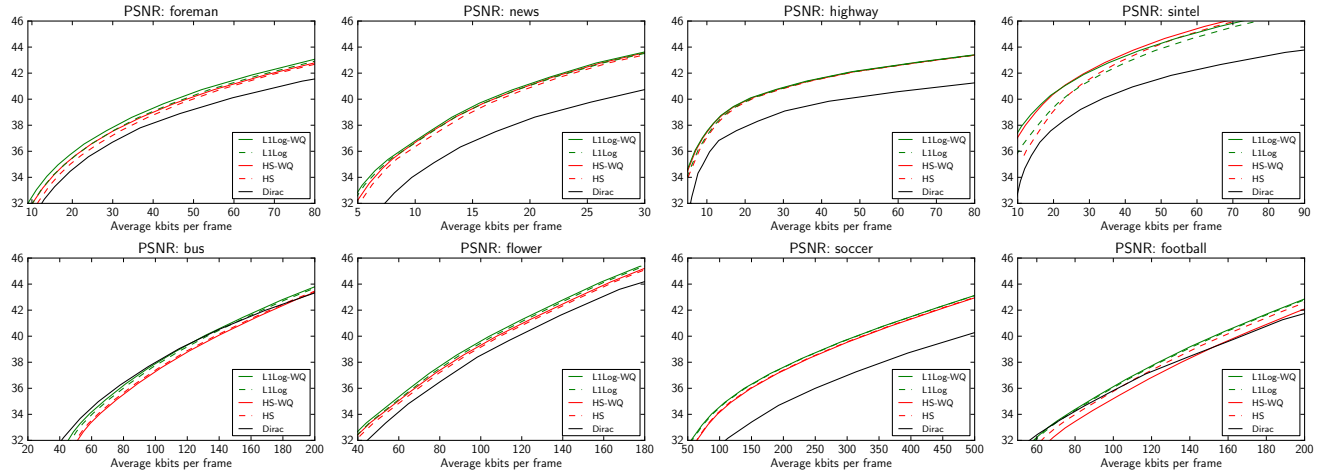 PSNR: foreman
46
44
42
40
38
36
34
32
10 20 30 40 50 60 70 80
Average kbits per frame
L1Log-WQ
L1Log
HS-WQ
HS
Dirac
PSNR: news
46
44
42
40
38
36
34
32
5 10 15 20 25 30
Average kbits per frame
L1Log-WQ
L1Log
HS-WQ
HS
Dirac
PSNR: highway
46
44
42
40
38
36
34
32
10 20 30 40 50 60 70 80
Average kbits per frame
L1Log-WQ
L1Log
HS-WQ
HS
Dirac
PSNR: sintel
46
44
42
40
38
36
34
32
10 20 30 40 50 60 70 80 90
Average kbits per frame
L1Log-WQ
L1Log
HS-WQ
HS
Dirac
PSNR: bus
46
44
42
40
38
36
34
32
20 40 60 80 100 120 140 160 180 200
Average kbits per frame
L1Log-WQ
L1Log
HS-WQ
HS
Dirac
PSNR: flower
46
44
42
40
38
36
34
32
40 60 80 100 120 140 160 180
Average kbits per frame
L1Log-WQ
L1Log
HS-WQ
HS
Dirac
PSNR: soccer
46
44
42
40
38
36
34
32
50 100 150 200 250 300 350 400 450 500
Average kbits per frame
L1Log-WQ
L1Log
HS-WQ
HS
Dirac
PSNR: football
46
44
42
40
38
36
34
32
60 80 100 120 140 160 180 200
Average kbits per frame
L1Log-WQ
L1Log
HS-WQ
HS
Dirac